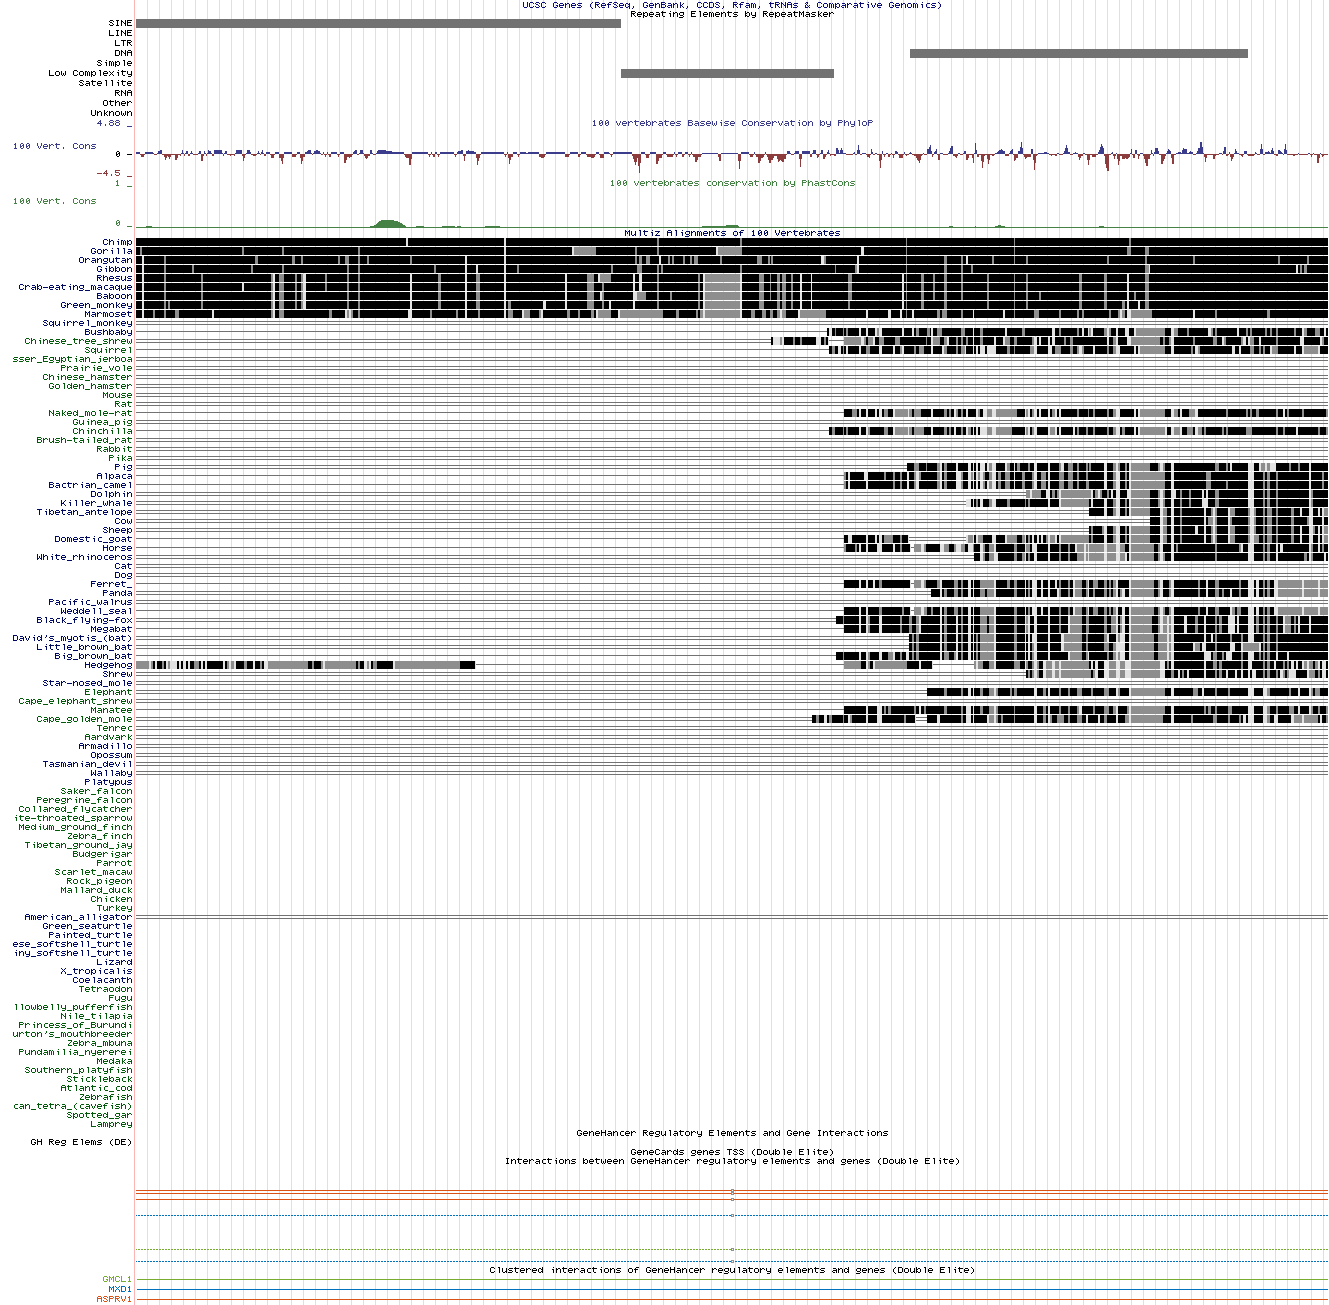 UCSC Genes (RefSeq, GenBank, CCDS, Rfam, tRNAs & Comparative Genomics)
Repeating Elements by RepeatMasker
SINE
LINE
LTR
DNA
Simple
Low Complexity
Satellite
RNA
Other
Unknown
4.88 _
100 vertebrates Basewise Conservation by PhyloP
100 Vert. Cons
0 _
-4.5 _
100 vertebrates conservation by PhastCons
1 _
100 Vert. Cons
0 _
Multiz Alignments of 100 Vertebrates
Chimp
Gorilla
Orangutan
Gibbon
Rhesus
Crab-eating_macaque
Baboon
Green_monkey
Marmoset
Squirrel_monkey
Bushbaby
Chinese_tree_shrew
Squirrel
sser_Egyptian_jerboa
Prairie_vole
Chinese_hamster
Golden_hamster
Mouse
Rat
Naked_mole-rat
Guinea_pig
Chinchilla
Brush-tailed_rat
Rabbit
Pika
Pig
Alpaca
Bactrian_camel
Dolphin
Killer_whale
Tibetan_antelope
Cow
Sheep
Domestic_goat
Horse
White_rhinoceros
Cat
Dog
Ferret_
Panda
Pacific_walrus
Weddell_seal
Black_flying-fox
Megabat
David's_myotis_(bat)
Little_brown_bat
Big_brown_bat
Hedgehog
Shrew
Star-nosed_mole
Elephant
Cape_elephant_shrew
Manatee
Cape_golden_mole
Tenrec
Aardvark
Armadillo
Opossum
Tasmanian_devil
Wallaby
Platypus
Saker_falcon
Peregrine_falcon
Collared_flycatcher
ite-throated_sparrow
Medium_ground_finch
Zebra_finch
Tibetan_ground_jay
Budgerigar
Parrot
Scarlet_macaw
Rock_pigeon
Mallard_duck
Chicken
Turkey
American_alligator
Green_seaturtle
Painted_turtle
ese_softshell_turtle
iny_softshell_turtle
Lizard
X_tropicalis
Coelacanth
Tetraodon
Fugu
llowbelly_pufferfish
Nile_tilapia
Princess_of_Burundi
urton's_mouthbreeder
Zebra_mbuna
Pundamilia_nyererei
Medaka
Southern_platyfish
Stickleback
Atlantic_cod
Zebrafish
can_tetra_(cavefish)
Spotted_gar
Lamprey
GeneHancer Regulatory Elements and Gene Interactions
GH Reg Elems (DE)
GeneCards genes TSS (Double Elite)
Interactions between GeneHancer regulatory elements and genes (Double Elite)
Clustered interactions of GeneHancer regulatory elements and genes (Double Elite)
GMCL1
MXD1
ASPRV1